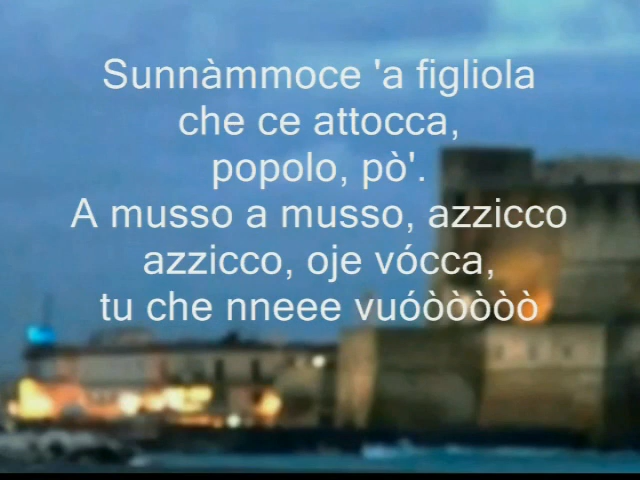 Sunnàmmoce 'a figliola
che ce attocca,
popolo, pò'.
A musso a musso, azzicco
azzicco, oje vócca,
tu che nneee vuóòòòòò